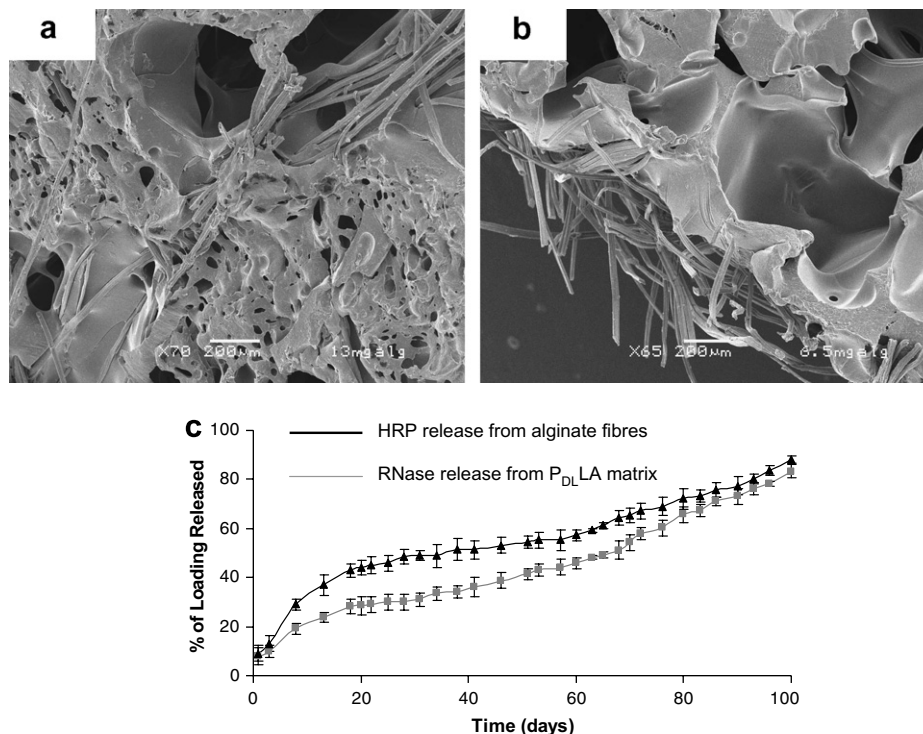 a
b
X70 200µm 13mgalg
X65 200µm 6.5mgalg
c
100
HRP release from alginate fibres
RNase release from PDLLA matrix
80
60
40
20
0
% of Loading Released
0 20 40 60 80 100
Time (days)